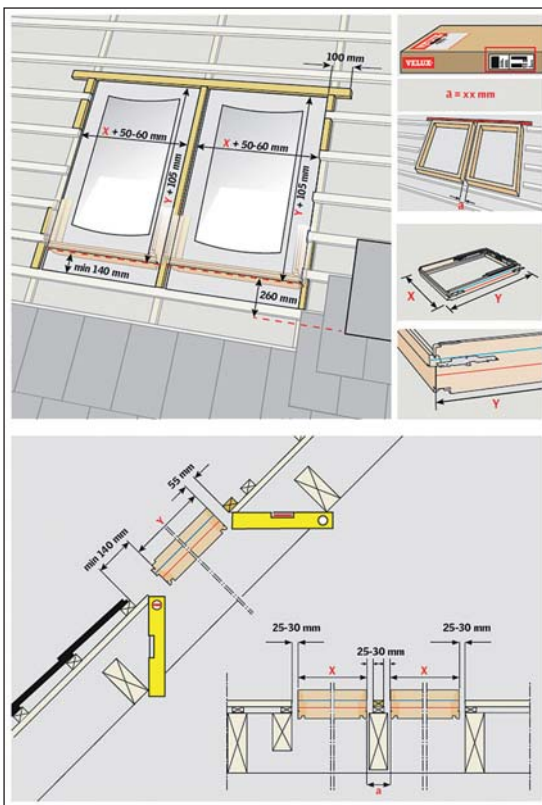 100 mm
X + 50-60 mm
X + 50-60 mm
Y + 105 mm
Y + 105 mm
min 140 mm
260 mm
VELUX
a = xx mm
a
X
Y
Y
55 mm
Y
min 140 mm
25-30 mm
25-30 mm
25-30 mm
X
X
a